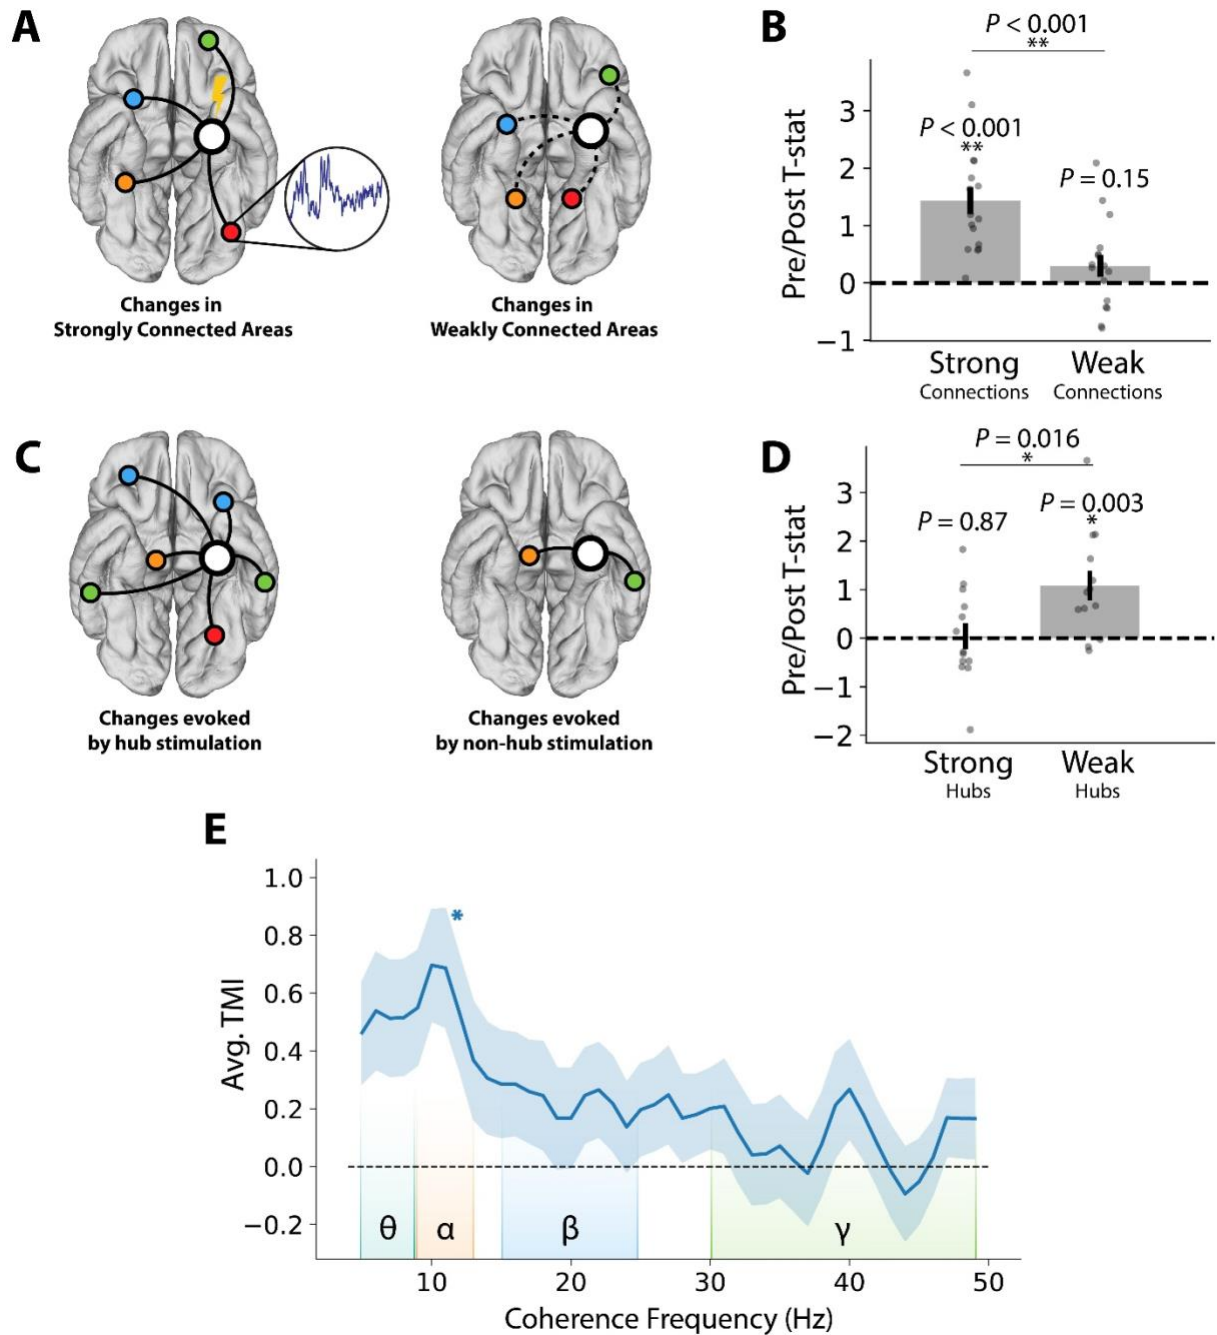 A
Changes in
Strongly Connected Areas
Changes in
Weakly Connected Areas
B
P < 0.001
**
P < 0.001
**
P = 0.15
Pre/Post T-stat
3
2
1
0
−1
Strong
Connections
Weak
Connections
C
Changes evoked
by hub stimulation
Changes evoked
by non-hub stimulation
D
P = 0.016
*
P = 0.87
P = 0.003
*
Pre/Post T-stat
3
2
1
0
−1
−2
Strong
Hubs
Weak
Hubs
E
*
Avg. TMI
1.0
0.8
0.6
0.4
0.2
0.0
−0.2
θ
α
β
γ
10
20
30
40
50
Coherence Frequency (Hz)